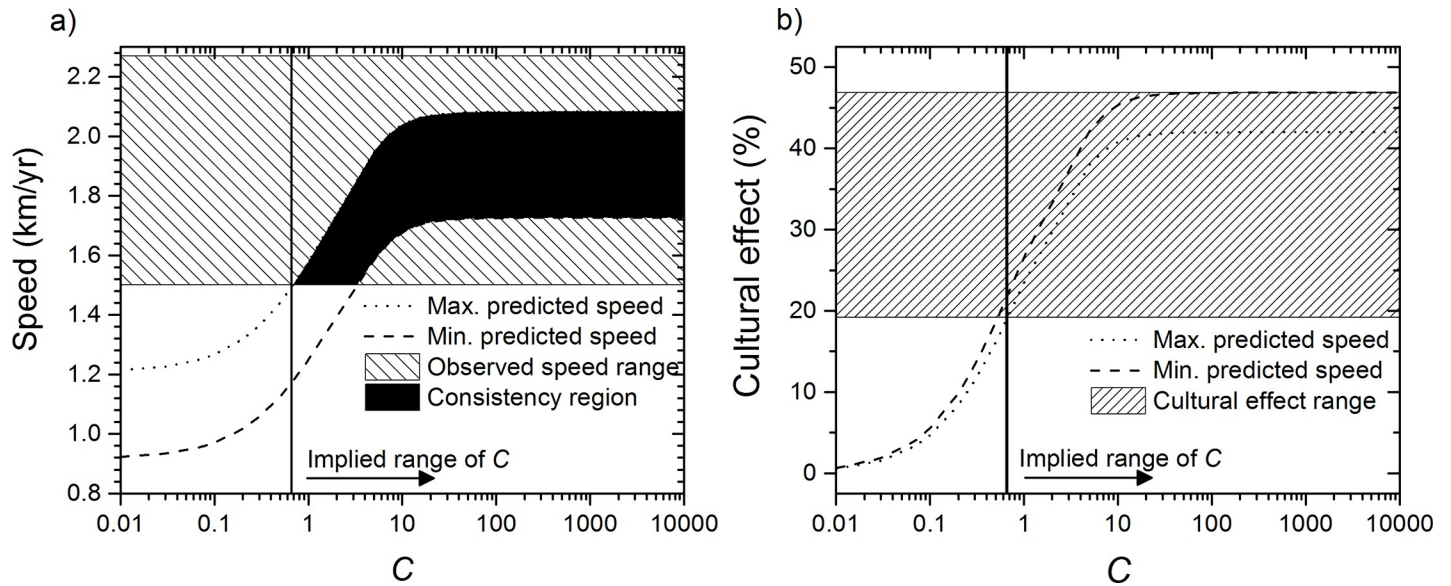 a)
Speed (km/yr)
2.2
2.0
1.8
1.6
1.4
1.2
1.0
0.8
Max. predicted speed
Min. predicted speed
Observed speed range
Consistency region
Implied range of C
0.01 0.1 1 10 100 1000 10000
C
b)
Cultural effect (%)
50
40
30
20
10
0
Max. predicted speed
Min. predicted speed
Cultural effect range
Implied range of C
0.01 0.1 1 10 100 1000 10000
C